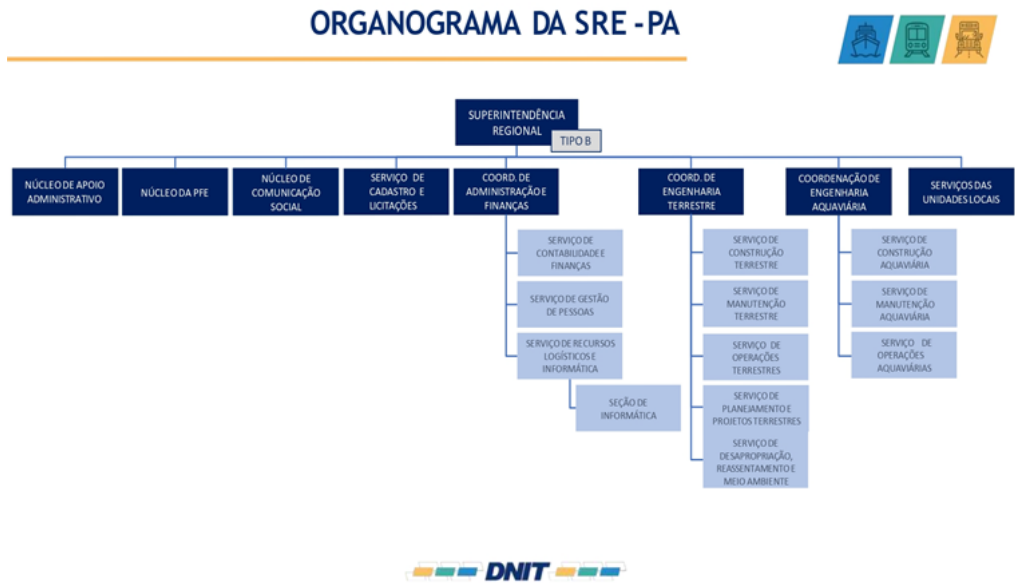 ORGANOGRAMA DA SRE - PA
SUPERINTENDÊNCIA
REGIONAL
TIPO B
NÚCLEO DE APOIO
ADMINISTRATIVO
NÚCLEO DA PFE
NÚCLEO DE
COMUNICAÇÃO
SOCIAL
SERVIÇO DE
CADASTRO E
LICITAÇÕES
COORD. DE
ADMINISTRAÇÃO E
FINANÇAS
COORD. DE
ENGENHARIA
TERRESTRE
COORDENAÇÃO DE
ENGENHARIA
AQUAVIÁRIA
SERVIÇOS DAS
UNIDADES LOCAIS
SERVIÇO DE
CONTABILIDADE E
FINANÇAS
SERVIÇO DE GESTÃO
DE PESSOAS
SERVIÇO DE RECURSOS
LOGÍSTICOS E
INFORMÁTICA
SEÇÃO DE
INFORMÁTICA
SERVIÇO DE
CONSTRUÇÃO
TERRESTRE
SERVIÇO DE
MANUTENÇÃO
TERRESTRE
SERVIÇO DE
OPERAÇÕES
TERRESTRES
SERVIÇO DE
PLANEJAMENTO E
PROJETOS TERRESTRES
SERVIÇO DE
DESAPROPRIAÇÃO,
REASSENTAMENTO E
MEIO AMBIENTE
SERVIÇO DE
CONSTRUÇÃO
AQUAVIÁRIA
SERVIÇO DE
MANUTENÇÃO
AQUAVIÁRIA
SERVIÇO DE
OPERAÇÕES
AQUAVIÁRIAS
DNIT